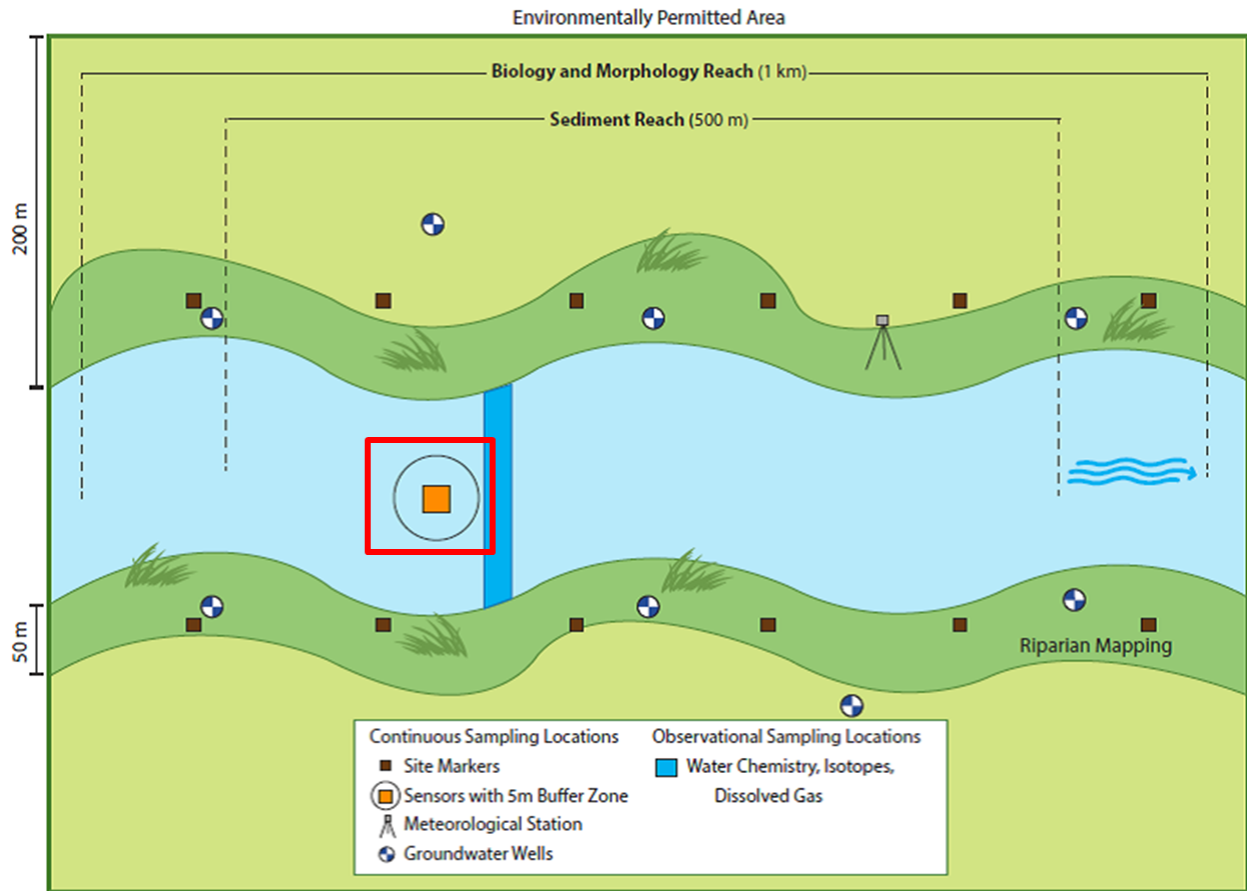 Environmentally Permitted Area
Biology and Morphology Reach (1 km)
Sediment Reach (500 m)
200 m
50 m
Riparian Mapping
Continuous Sampling Locations
Site Markers
Sensors with 5m Buffer Zone
Meteorological Station
Groundwater Wells
Observational Sampling Locations
Water Chemistry, Isotopes,
Dissolved Gas